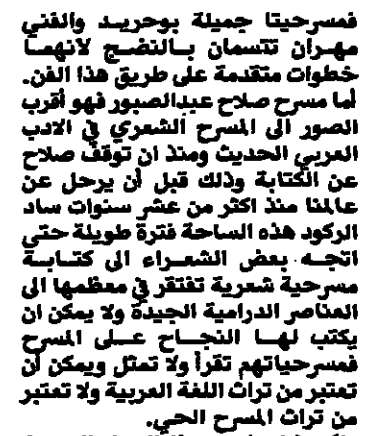 فمسرحيتا جميلة بوحريد والفتى
مهران تتسمان بالنضج لانهما
خطوات متقدمة على طريق هذا الفن.
أما مسرح صلاح عبدالصبور فهو أقرب
الصور الى المسرح الشعري في الادب
العربي الحديث ومنذ ان توقف صلاح
عن الكتابة وذلك قبل أن يرحل عن
عالمنا منذ اكثر من عشر سنوات ساد
الركود هذه الساحة فترة طويلة حتى
اتجه بعض الشعراء الى كتابة
مسرحية شعرية تفتقر في معظمها الى
العناصر الدرامية الجيدة ولا يمكن ان
يكتب لها النجاح على المسرح
فمسرحياتهم تقرأ ولا تمثل ويمكن أن
تعتبر من تراث اللغة العربية ولا تعتبر
من تراث المسرح الحي.